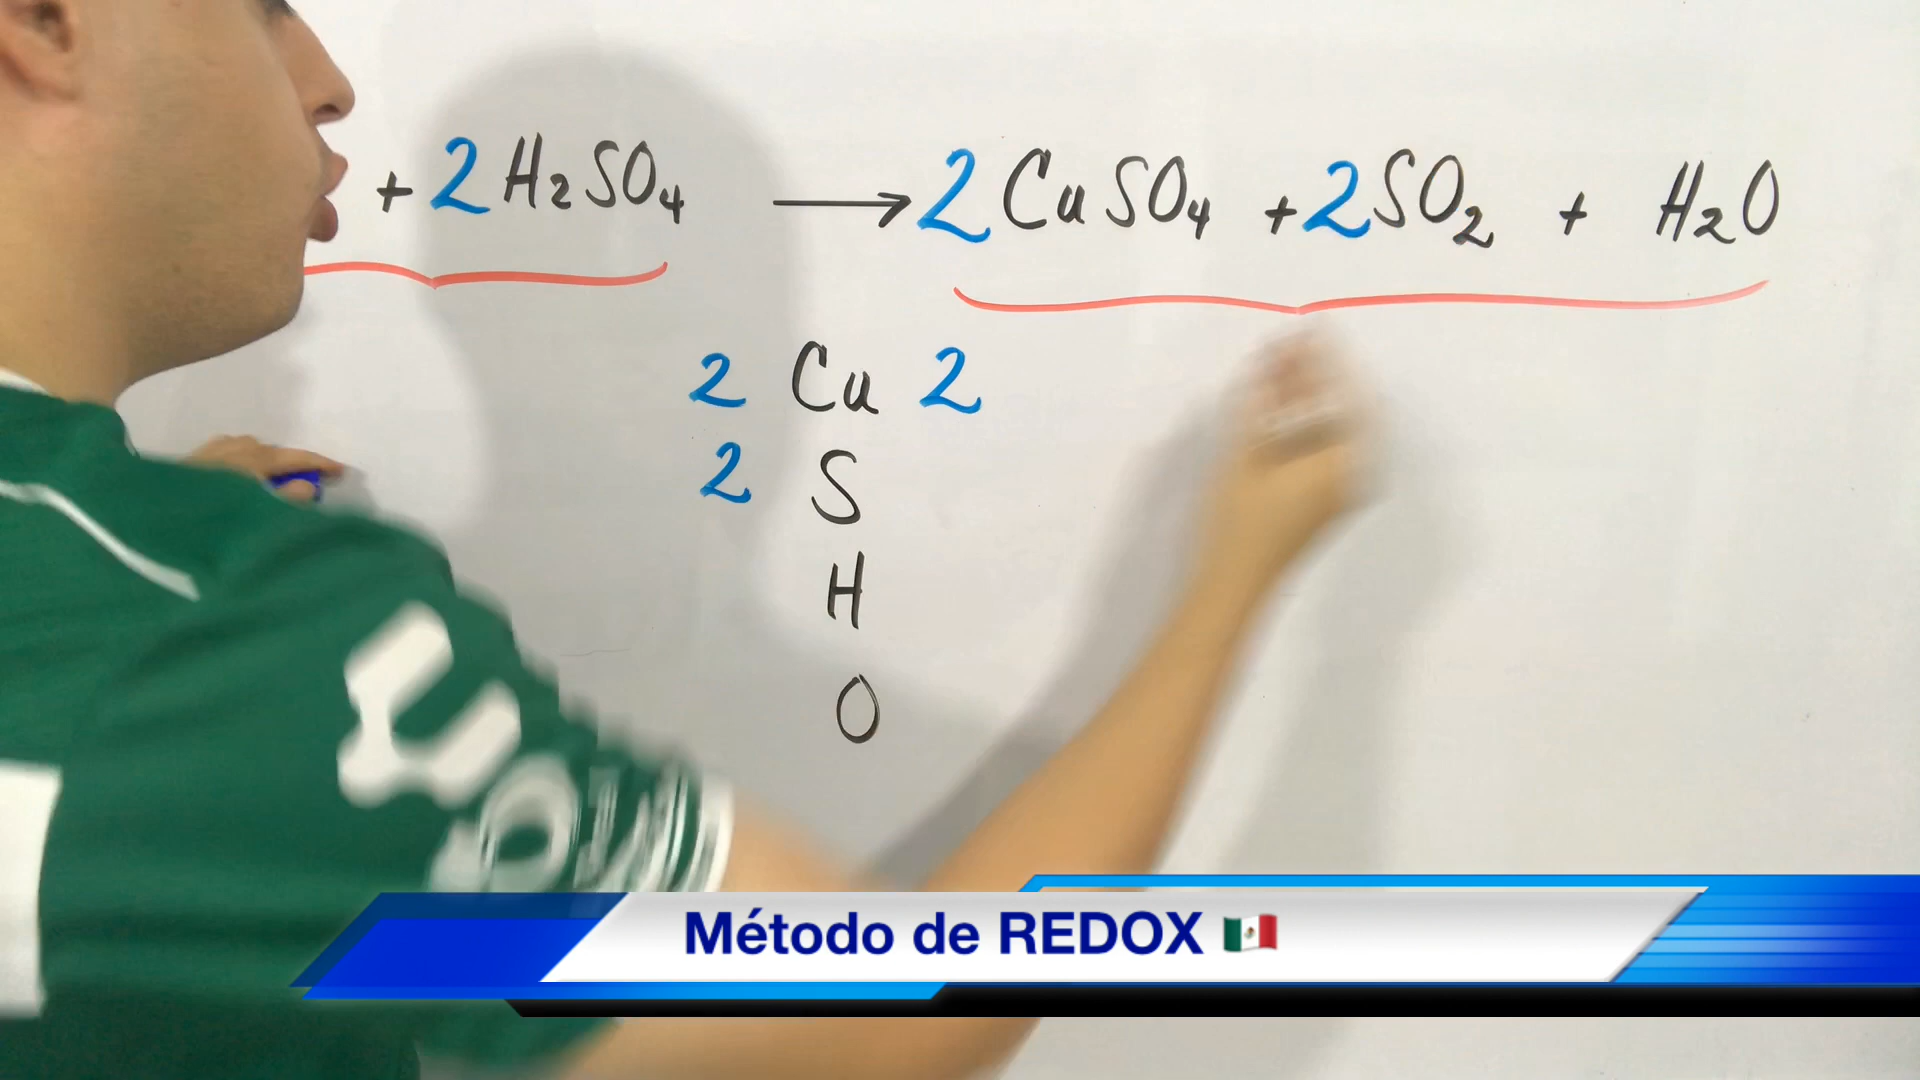 + 2 H₂SO₄ → 2 CuSO₄ + 2 SO₂ + H₂O
2 Cu 2
2 S
H
O
Método de REDOX 🇲🇽